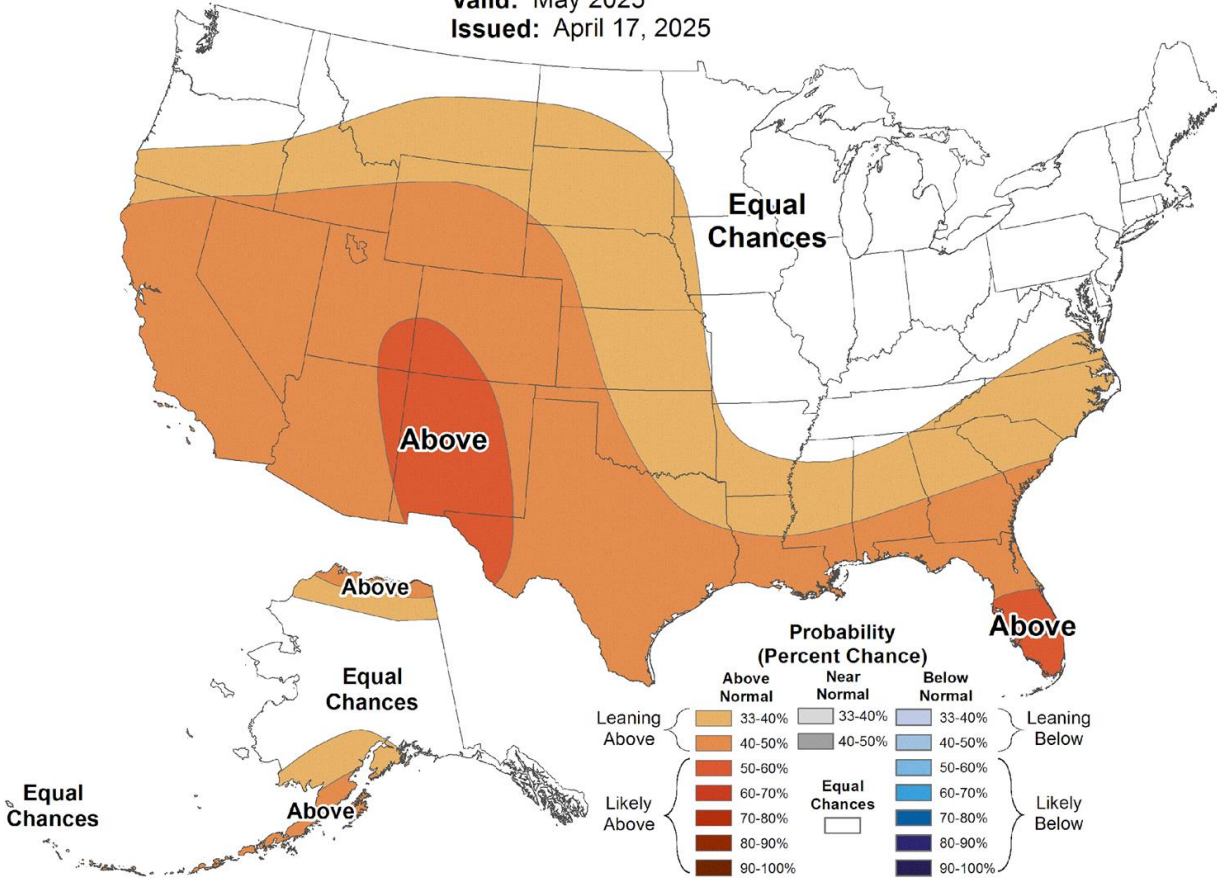 Valid: May 2025
Issued: April 17, 2025
Equal
Chances
Above
Above
Above
Equal
Chances
Above
Equal
Chances
Probability
(Percent Chance)
Above
Normal
Near
Normal
Below
Normal
Leaning
Above
33-40%
40-50%
33-40%
40-50%
33-40%
40-50%
Leaning
Below
Likely
Above
50-60%
60-70%
70-80%
80-90%
90-100%
Equal
Chances
50-60%
60-70%
70-80%
80-90%
90-100%
Likely
Below